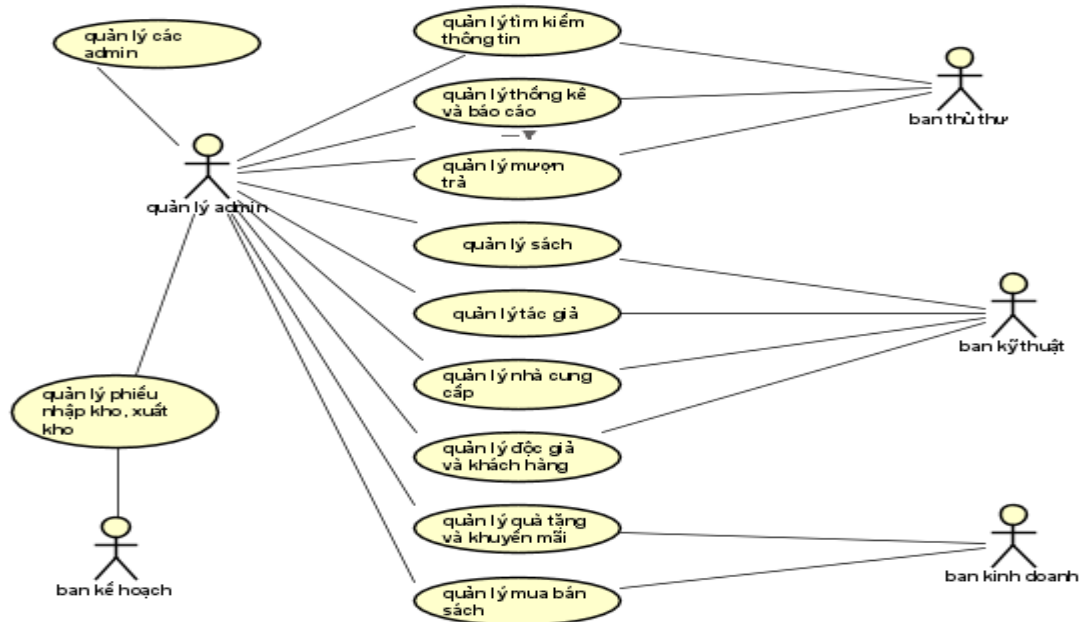 quản lý các
admin
quản lý tìm kiếm
thông tin
quản lý thống kê
và báo cáo
ban thủ thư
quản lý mượn
trả
quản lý admin
quản lý sách
quản lý tác giả
ban kỹ thuật
quản lý nhà cung
cấp
quản lý phiếu
nhập kho, xuất
kho
quản lý độc giả
và khách hàng
quản lý quà tặng
và khuyến mãi
ban kế hoạch
ban kinh doanh
quản lý mua bán
sách